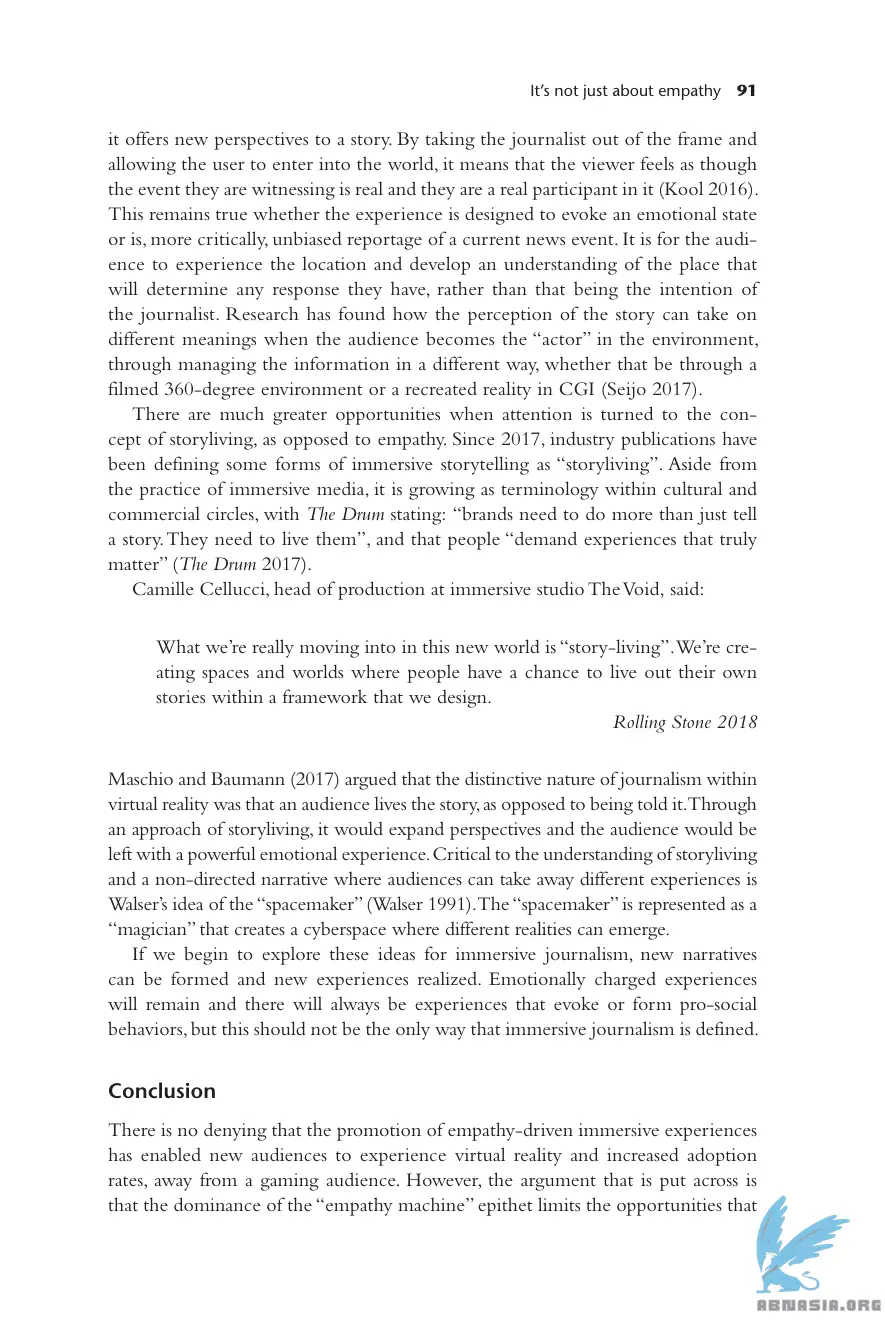 It's not just about empathy 91
it offers new perspectives to a story. By taking the journalist out of the frame and
allowing the user to enter into the world, it means that the viewer feels as though
the event they are witnessing is real and they are a real participant in it (Kool 2016).
This remains true whether the experience is designed to evoke an emotional state
or is, more critically, unbiased reportage of a current news event. It is for the audi-
ence to experience the location and develop an understanding of the place that
will determine any response they have, rather than that being the intention of
the journalist. Research has found how the perception of the story can take on
different meanings when the audience becomes the “actor” in the environment,
through managing the information in a different way, whether that be through a
filmed 360-degree environment or a recreated reality in CGI (Seijo 2017).
There are much greater opportunities when attention is turned to the con-
cept of storyliving, as opposed to empathy. Since 2017, industry publications have
been defining some forms of immersive storytelling as “storyliving”. Aside from
the practice of immersive media, it is growing as terminology within cultural and
commercial circles, with The Drum stating: “brands need to do more than just tell
a story. They need to live them”, and that people “demand experiences that truly
matter” (The Drum 2017).
Camille Cellucci, head of production at immersive studio The Void, said:
What we're really moving into in this new world is “story-living”. We're cre-
ating spaces and worlds where people have a chance to live out their own
stories within a framework that we design.
Rolling Stone 2018
Maschio and Baumann (2017) argued that the distinctive nature of journalism within
virtual reality was that an audience lives the story, as opposed to being told it. Through
an approach of storyliving, it would expand perspectives and the audience would be
left with a powerful emotional experience. Critical to the understanding of storyliving
and a non-directed narrative where audiences can take away different experiences is
Walser's idea of the “spacemaker” (Walser 1991). The “spacemaker” is represented as a
“magician” that creates a cyberspace where different realities can emerge.
If we begin to explore these ideas for immersive journalism, new narratives
can be formed and new experiences realized. Emotionally charged experiences
will remain and there will always be experiences that evoke or form pro-social
behaviors, but this should not be the only way that immersive journalism is defined.
Conclusion
There is no denying that the promotion of empathy-driven immersive experiences
has enabled new audiences to experience virtual reality and increased adoption
rates, away from a gaming audience. However, the argument that is put across is
that the dominance of the “empathy machine” epithet limits the opportunities that
ABNASIA.ORG